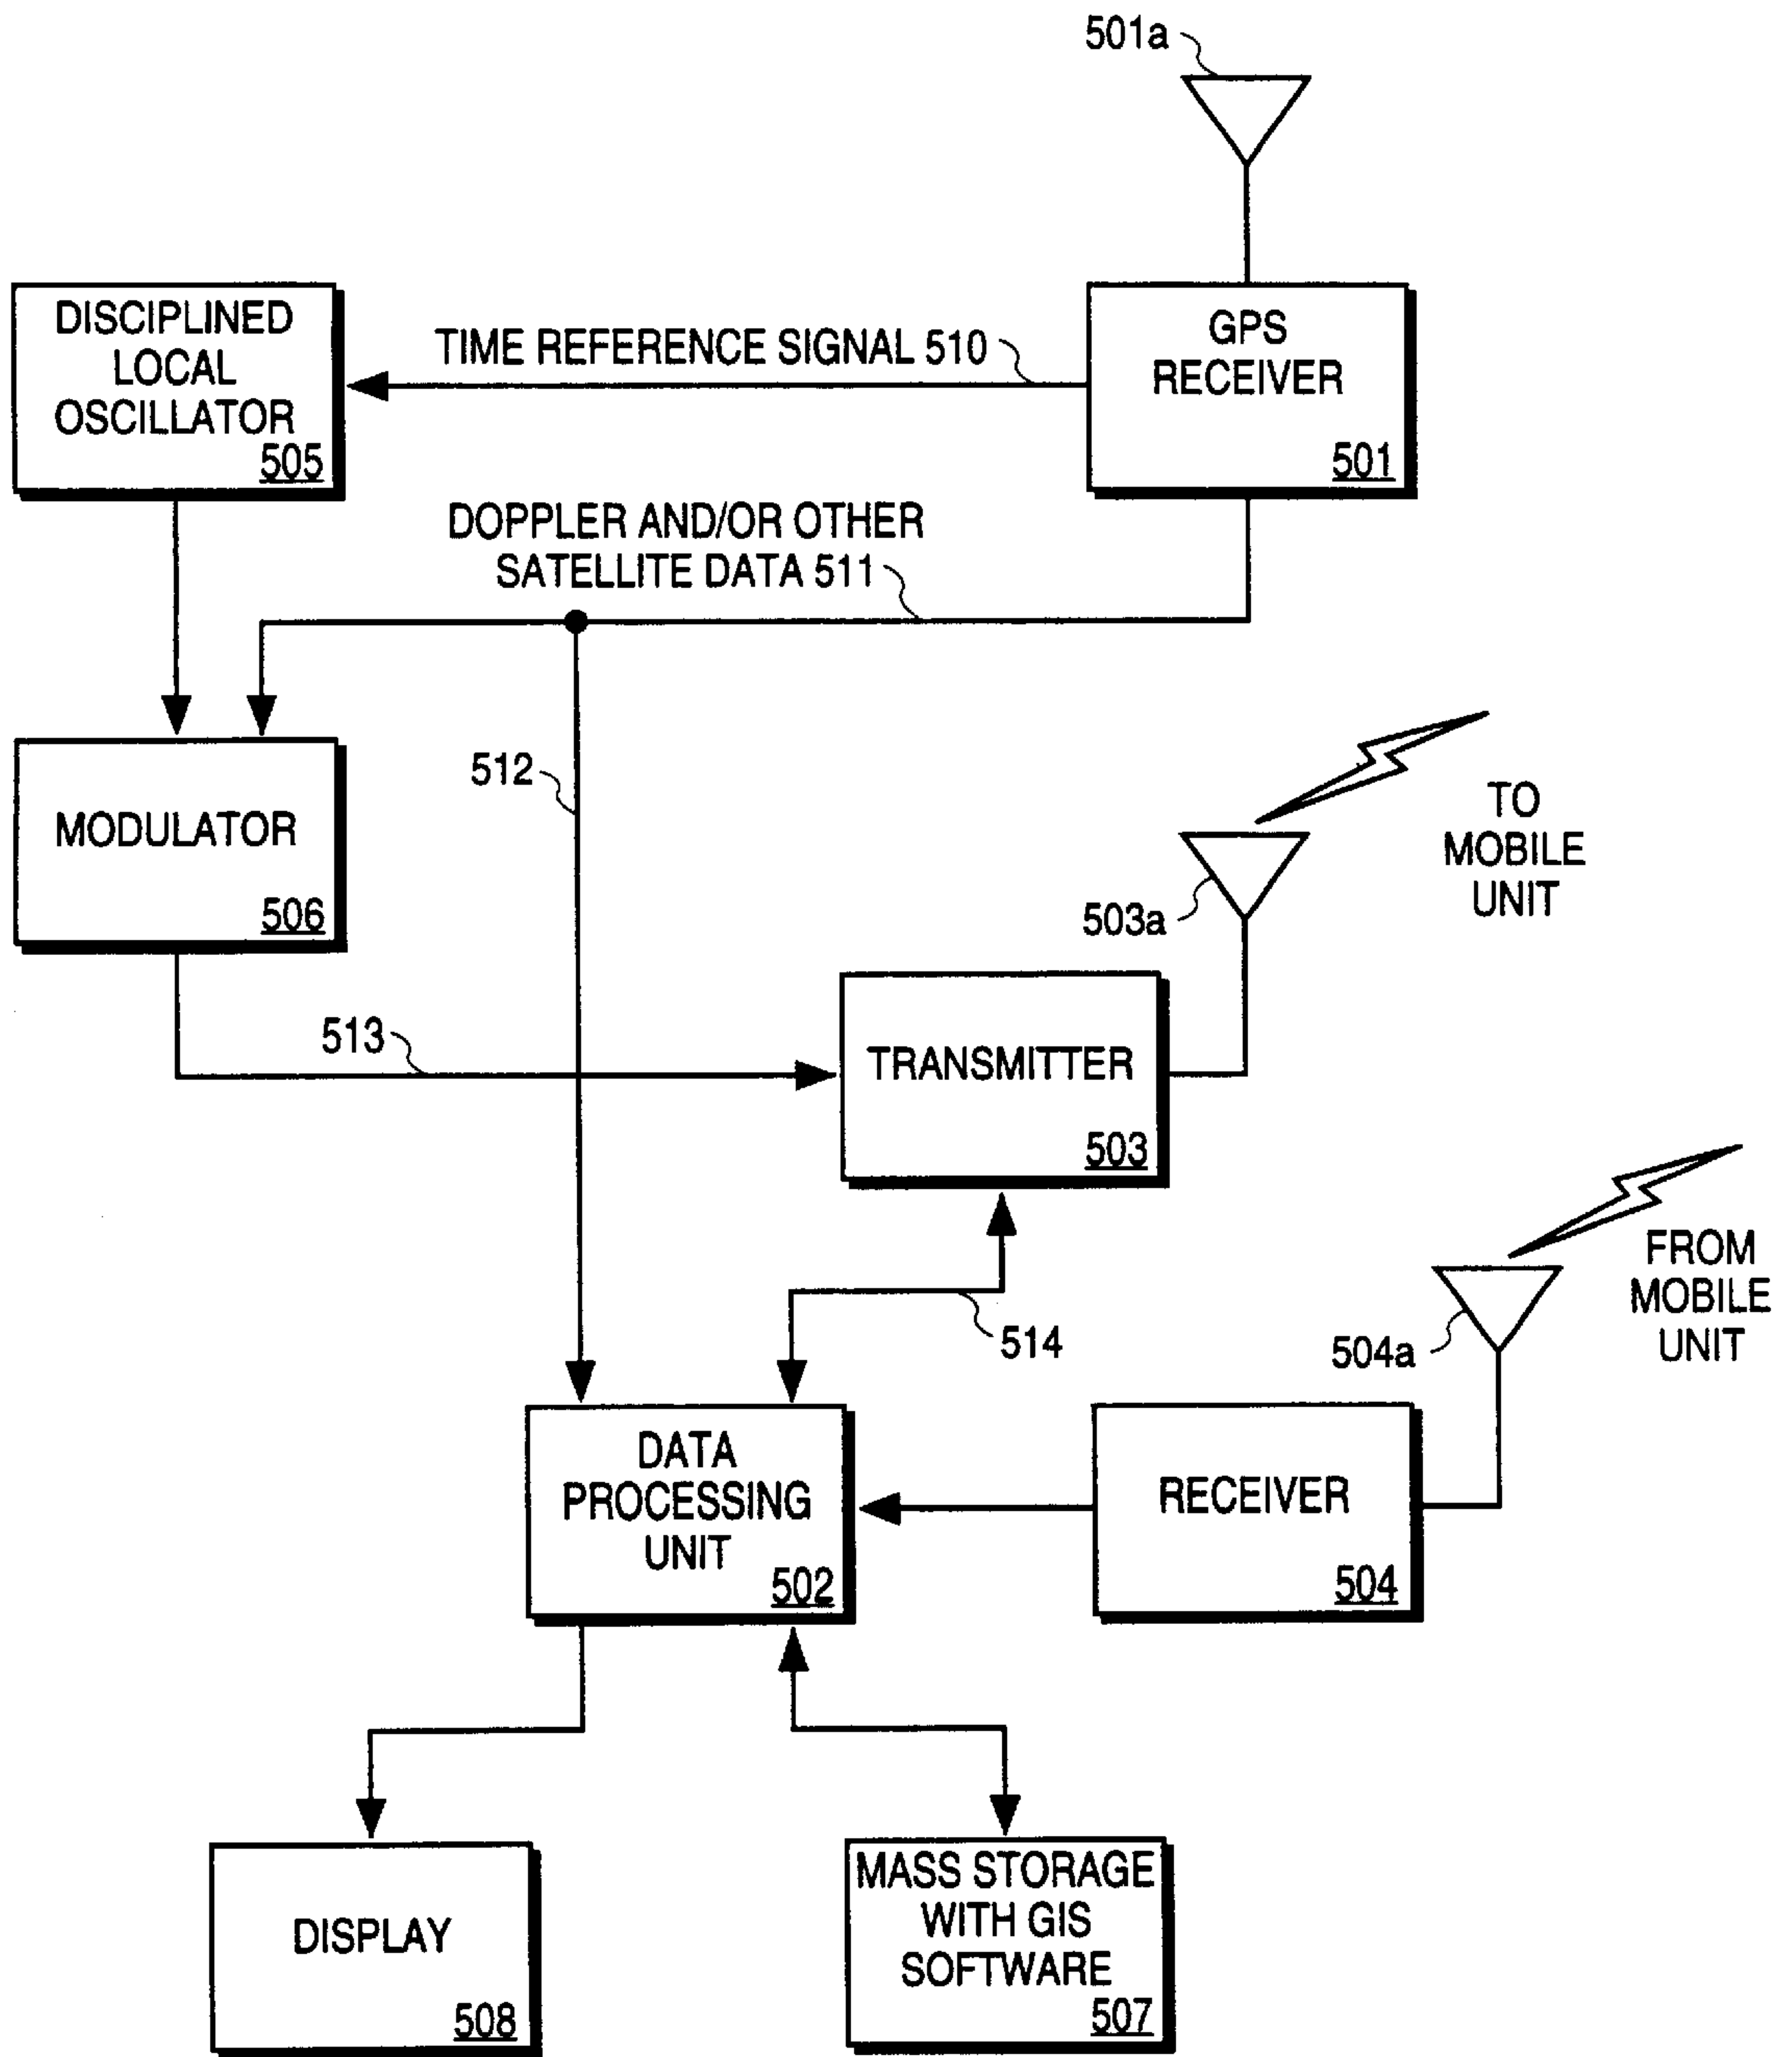 501a
DISCIPLINED
LOCAL
OSCILLATOR
505
TIME REFERENCE SIGNAL 510
GPS
RECEIVER
501
DOPPLER AND/OR OTHER
SATELLITE DATA 511
512
MODULATOR
506
TO
MOBILE
UNIT
503a
513
TRANSMITTER
503
FROM
MOBILE
UNIT
514
504a
DATA
PROCESSING
UNIT
502
RECEIVER
504
DISPLAY
508
MASS STORAGE
WITH GIS
SOFTWARE
507